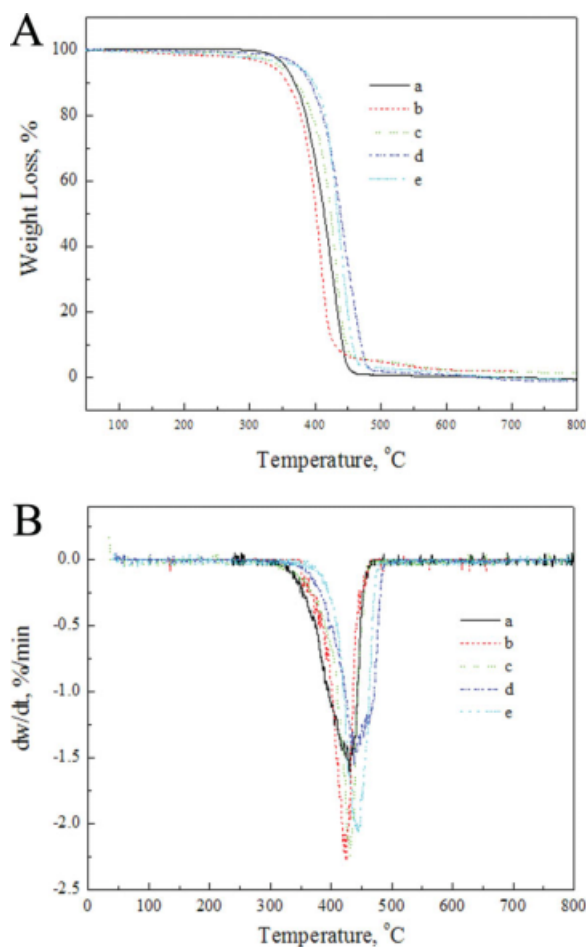 A
100
80
60
40
20
0
Weight Loss, %
a
b
c
d
e
100 200 300 400 500 600 700 800
Temperature, °C
B
0.0
-0.5
-1.0
-1.5
-2.0
-2.5
dw/dt, %/min
a
b
c
d
e
0 100 200 300 400 500 600 700 800
Temperature, °C